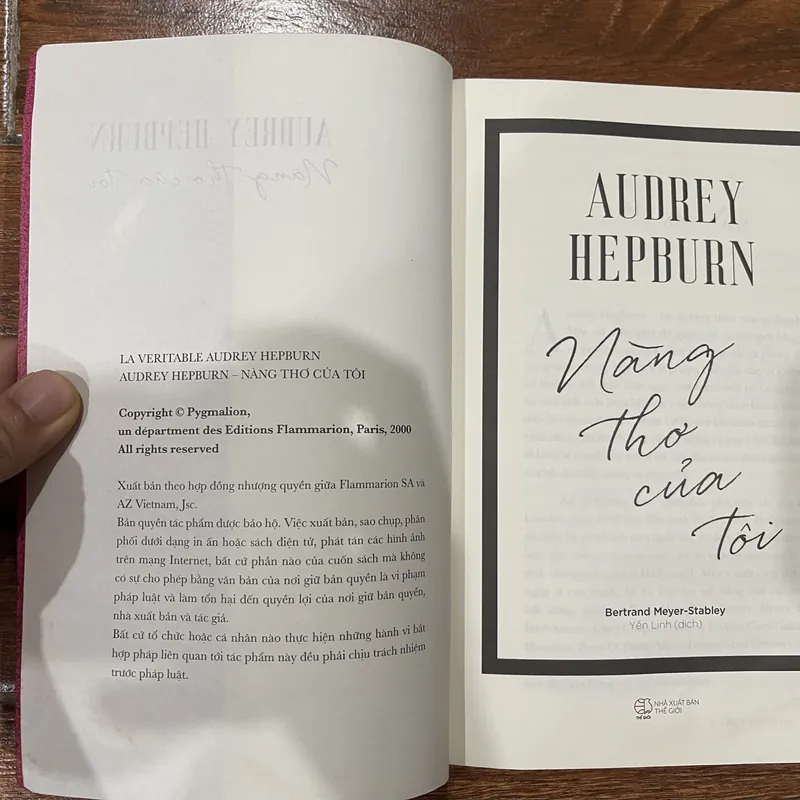 LA VERITABLE AUDREY HEPBURN
AUDREY HEPBURN – NÀNG THƠ CỦA TÔI
Copyright © Pygmalion,
un départment des Editions Flammarion, Paris, 2000
All rights reserved
Xuất bản theo hợp đồng nhượng quyền giữa Flammarion SA và
AZ Vietnam, Jsc.
Bản quyền tác phẩm được bảo hộ. Việc xuất bản, sao chụp, phân
phối dưới dạng in ấn hoặc sách điện tử, phát tán các hình ảnh
trên mạng Internet, bất cứ phần nào của cuốn sách mà không
có sự cho phép bằng văn bản của nơi giữ bản quyền là vi phạm
pháp luật và làm tổn hại đến quyền lợi của nơi giữ bản quyền,
nhà xuất bản và tác giả.
Bất cứ tổ chức hoặc cá nhân nào thực hiện những hành vi bất
hợp pháp liên quan tới tác phẩm này đều phải chịu trách nhiệm
trước pháp luật.
AUDREY
HEPBURN
Nàng
thơ
của
tôi
Bertrand Meyer-Stabley
Yến Linh (dịch)
THẾ GIỚI
NHÀ XUẤT BẢN
THẾ GIỚI